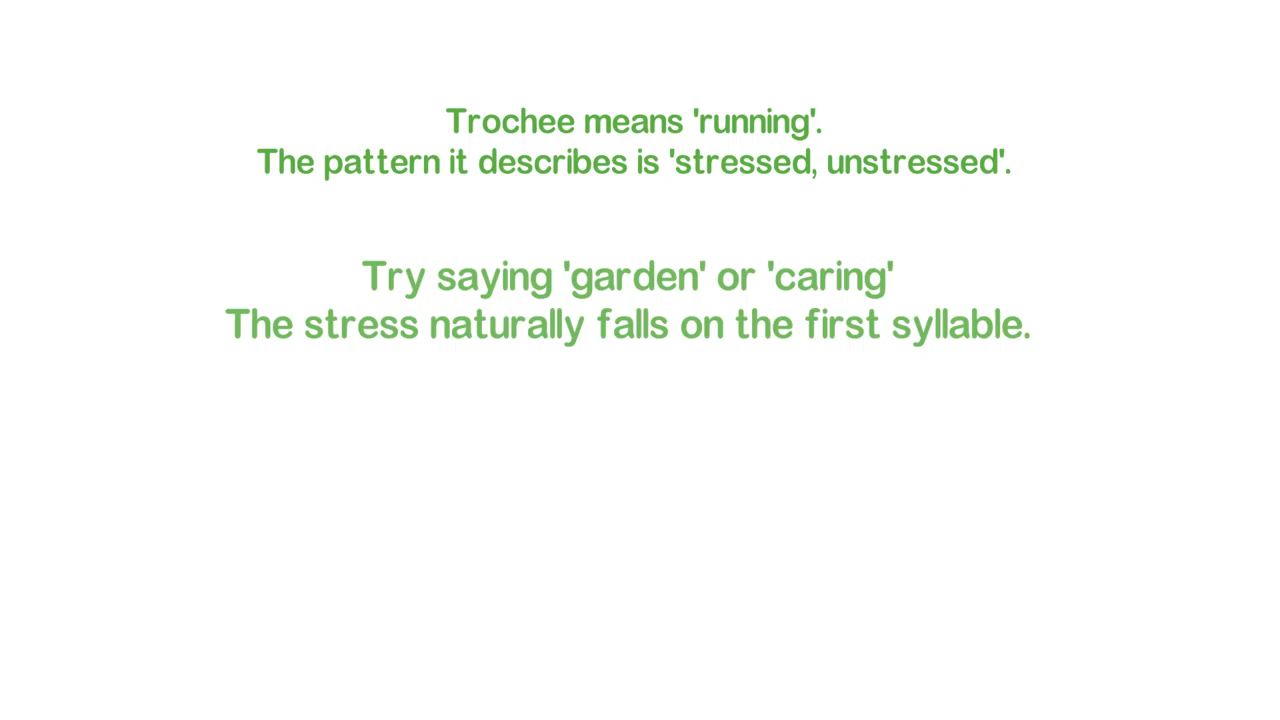 Trochee means 'running'.
The pattern it describes is 'stressed, unstressed'.
Try saying 'garden' or 'caring'
The stress naturally falls on the first syllable.